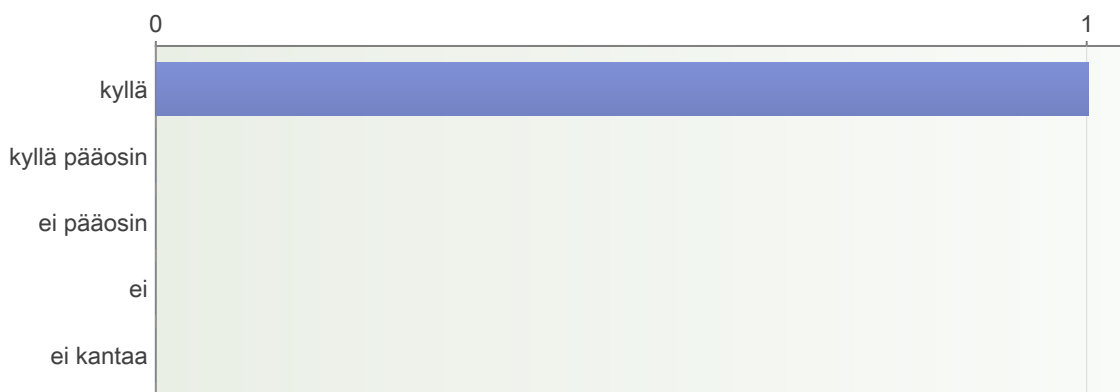 0 1
kyllä
kyllä pääosin
ei pääosin
ei
ei kantaa